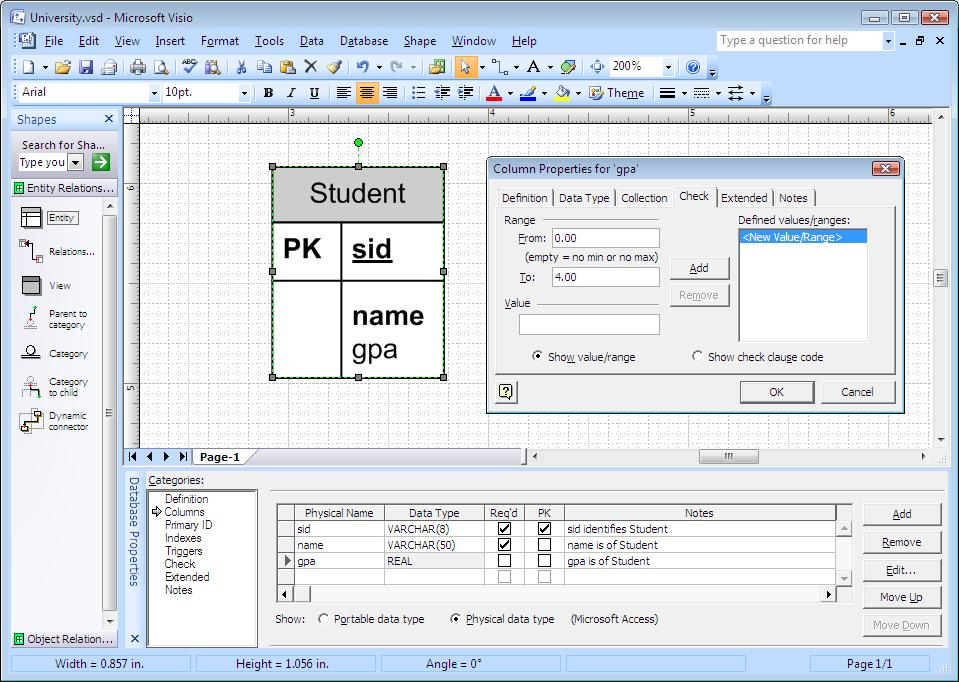 University.vsd - Microsoft Visio
File Edit View Insert Format Tools Data Database Shape Window Help Type a question for help
ABC 200%
Arial 10pt. B I U A Theme
Shapes
Search for Sha...
Type you
Entity Relations...
Entity
Relations...
View
Parent to
category
Category
Category
to child
Dynamic
connector
Object Relation...
3 4 5 6
6
5
Student
PK sid
name
gpa
Column Properties for 'gpa'
Definition Data Type Collection Check Extended Notes
Range
From: 0.00
(empty = no min or no max)
To: 4.00
Value
Show value/range
Add
Remove
Defined values/ranges:
<New Value/Range>
Show check clause code
OK Cancel
Page-1
Database Properties
Categories:
Definition
Columns
Primary ID
Indexes
Triggers
Check
Extended
Notes
Physical Name Data Type Req'd PK Notes
sid VARCHAR(8) sid identifies Student
name VARCHAR(50) name is of Student
gpa REAL gpa is of Student
Show: Portable data type Physical data type (Microsoft Access)
Add
Remove
Edit...
Move Up
Move Down
Width = 0.857 in. Height = 1.056 in. Angle = 0° Page 1/1